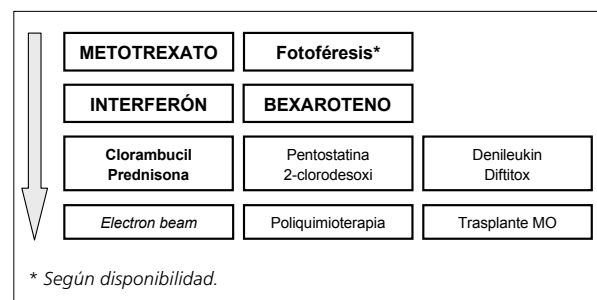 METOTREXATO
Fotoféresis*
INTERFERÓN
BEXAROTENO
Clorambucil
Prednisona
Pentostatina
2-clorodesoxi
Denileukin
Diftitox
Electron beam
Poliquimioterapia
Trasplante MO
* Según disponibilidad.